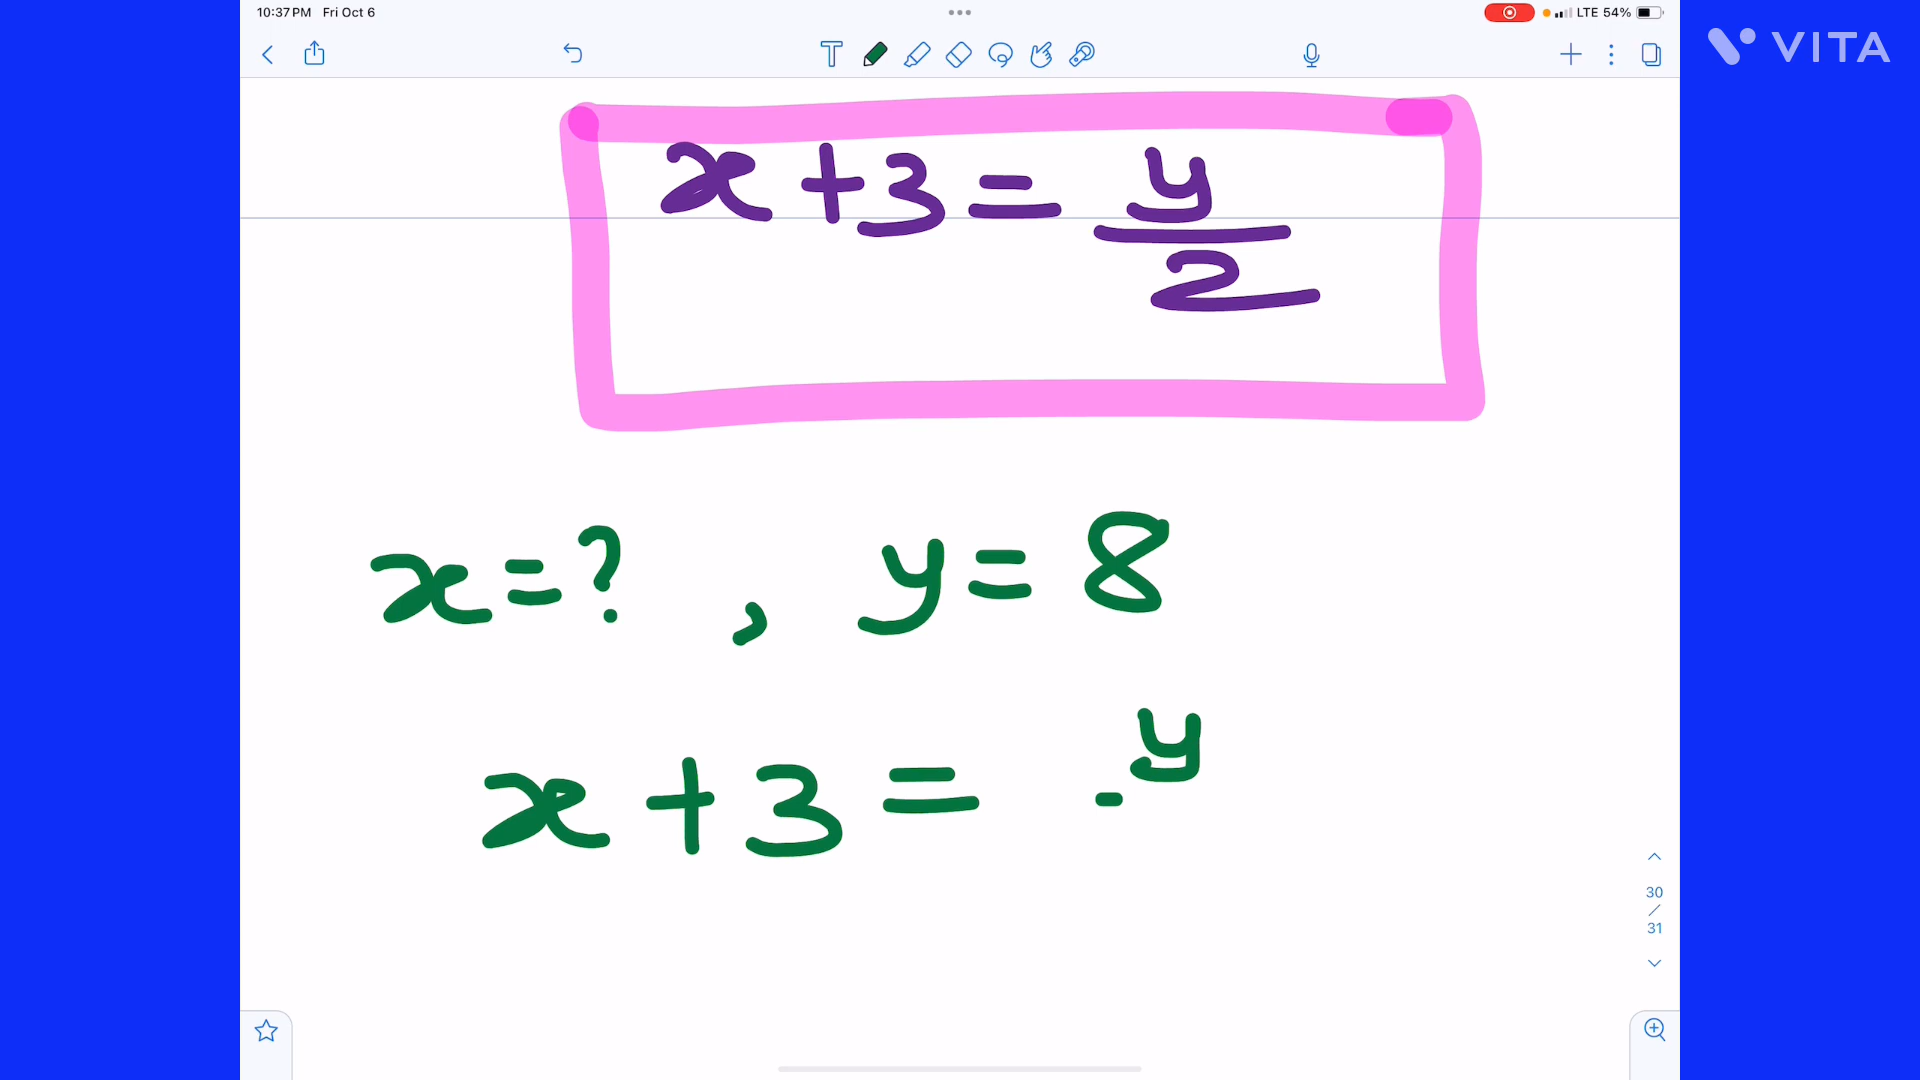 10:37 PM Fri Oct 6
LTE 54%
VITA
x + 3 = y
2
x = ? , y = 8
x + 3 = y
30
/
31